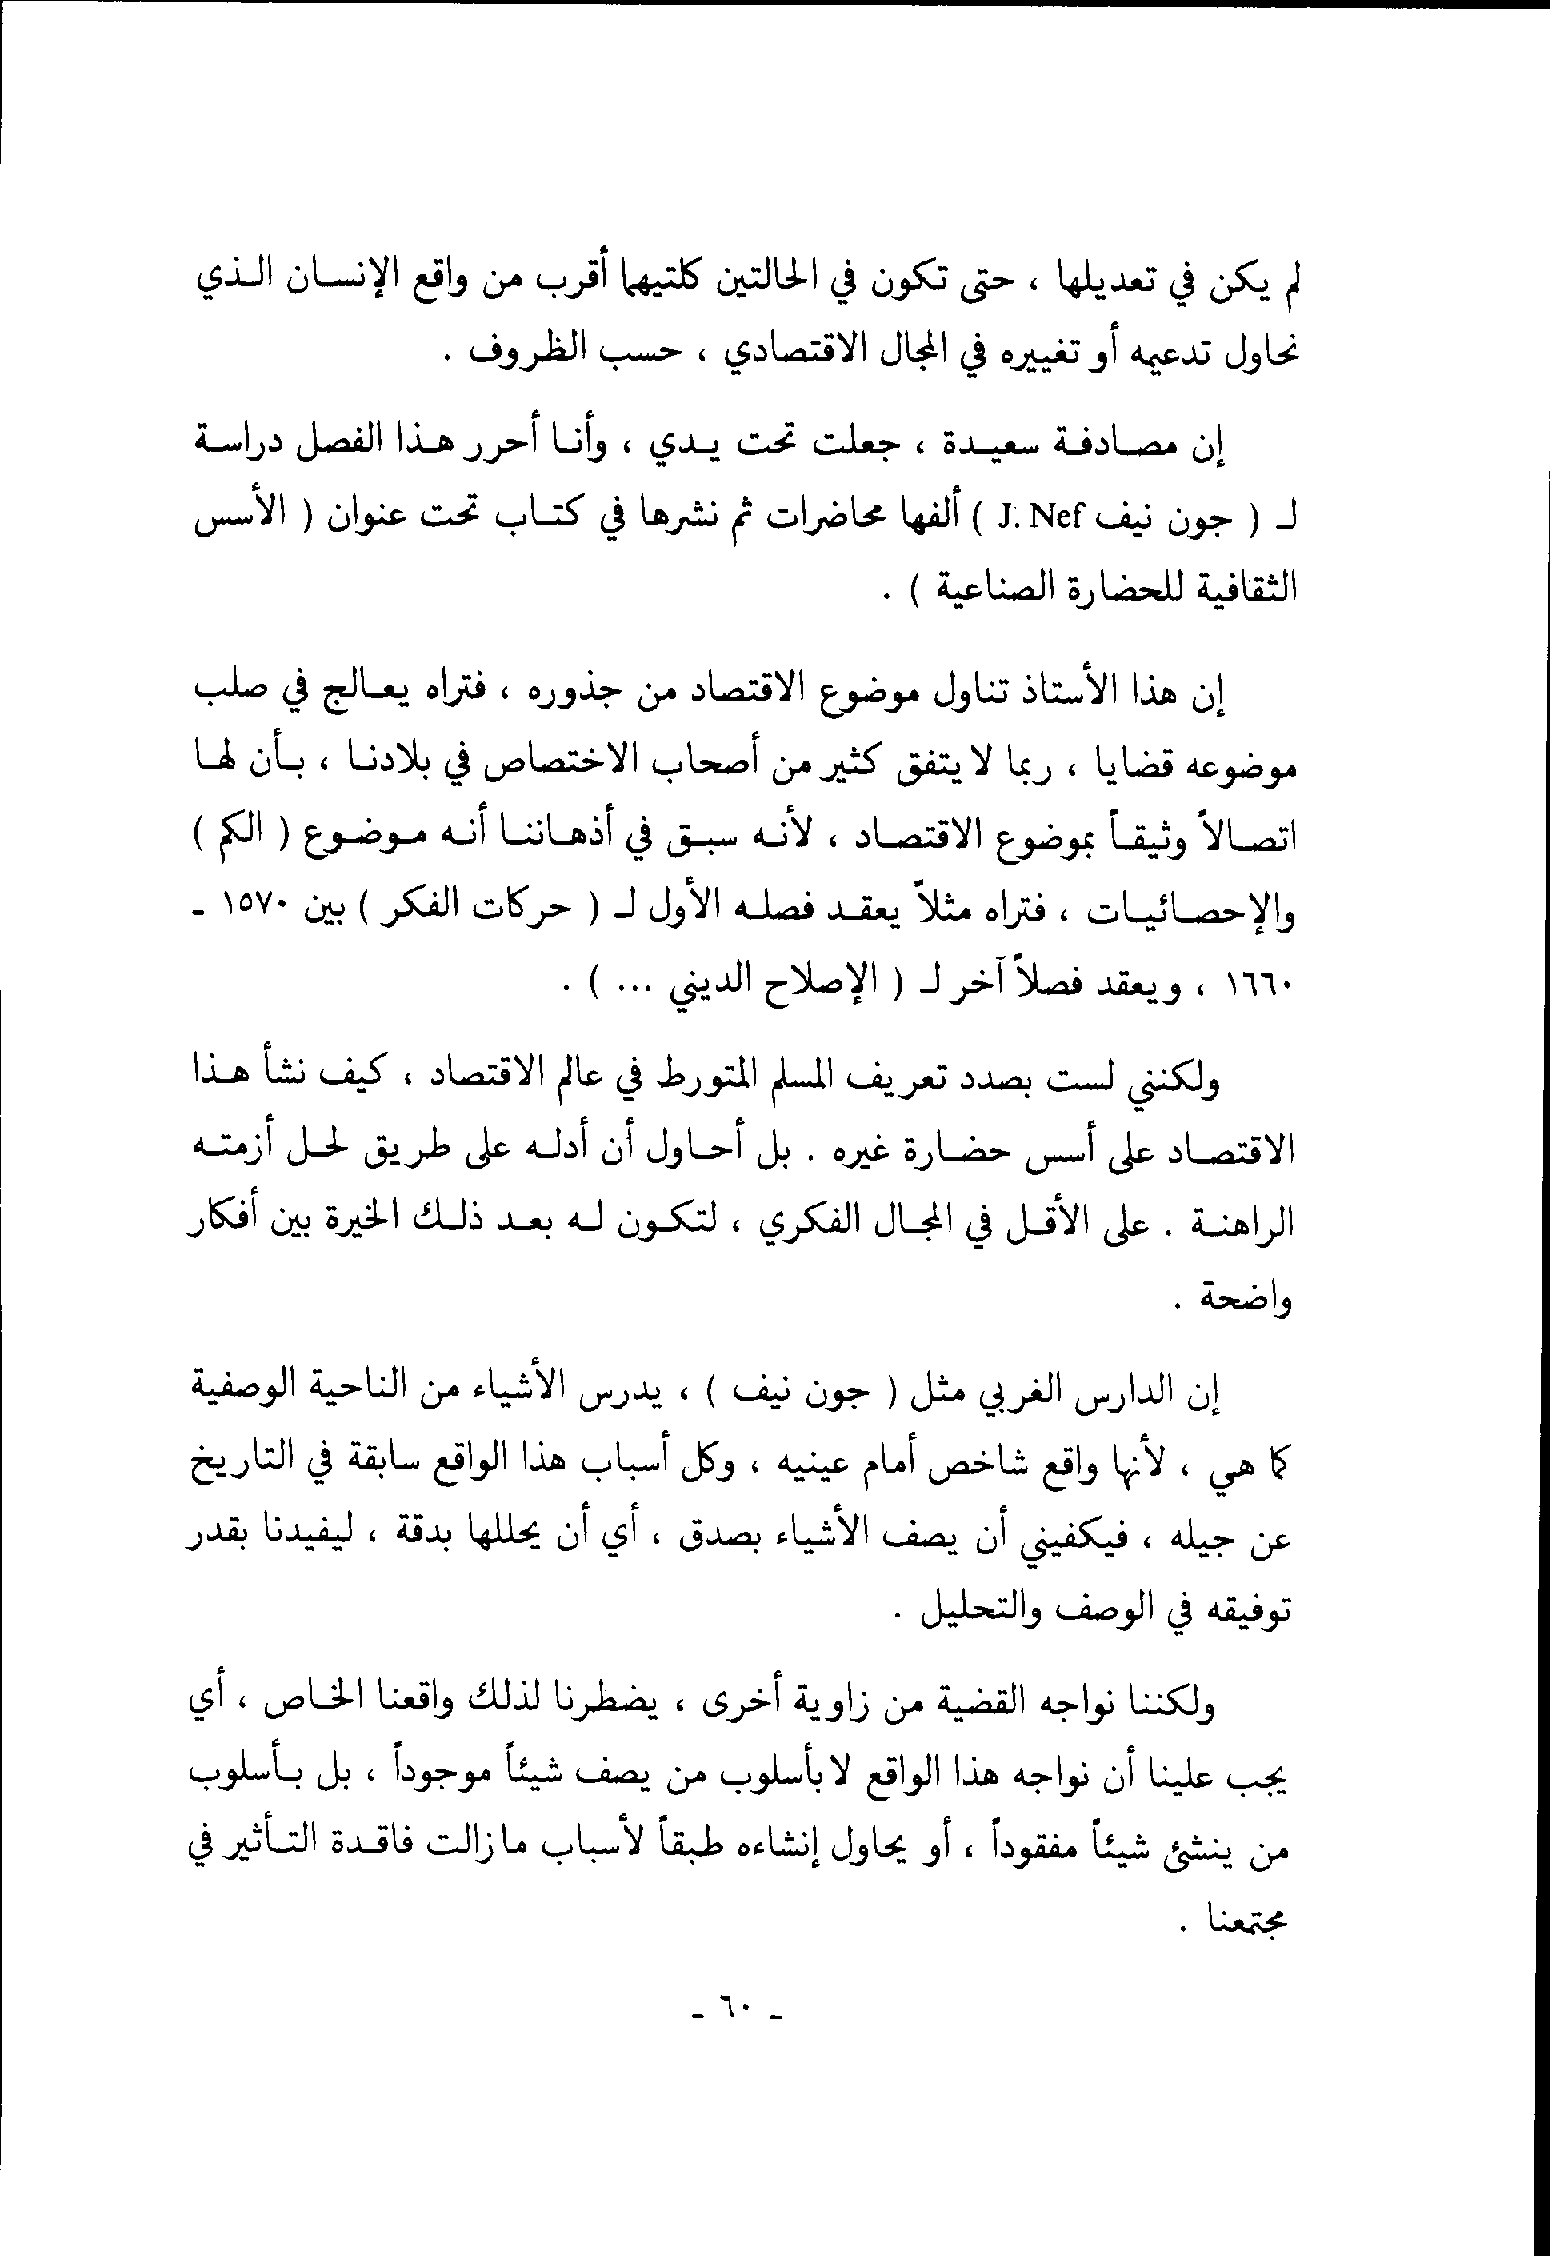 لم يكن في تعديلها ، حتى تكون في الحالتين كلتيهما أقرب من واقع الإنسان الذي
نحاول تدعيمه أو تغييره في المجال الاقتصادي ، حسب الظروف .
إن مصادفة سعيدة ، جعلت تحت يدي ، وأنا أحرر هذا الفصل دراسة
لـ ( جون نيف J. Nef ) ألفها محاضرات ثم نشرها في كتاب تحت عنوان ( الأسس
الثقافية للحضارة الصناعية ) .
إن هذا الأستاذ تناول موضوع الاقتصاد من جذوره ، فتراه يعالج في صلب
موضوعه قضايا ، ربما لا يتفق كثير من أصحاب الاختصاص في بلادنا ، بأن لها
اتصالاً وثيقاً بموضوع الاقتصاد ، لأنه سبق في أذهاننا أنه موضوع ( الكم )
والإحصائيات ، فتراه مثلاً يعقد فصله الأول لـ ( حركات الفكر ) بين ١٥٧٠ ـ
١٦٦٠ ، ويعقد فصلاً آخر لـ ( الإصلاح الديني ... ) .
ولكنني لست بصدد تعريف المسلم المتورط في عالم الاقتصاد ، كيف نشأ هذا
الاقتصاد على أسس حضارة غيره . بل أحاول أن أدله على طريق لحل أزمته
الراهنة . على الأقل في المجال الفكري ، لتكون له بعد ذلك الخيرة بين أفكار
واضحة .
إن الدارس الغربي مثل ( جون نيف ) ، يدرس الأشياء من الناحية الوصفية
كما هي ، لأنها واقع شاخص أمام عينيه ، وكل أسباب هذا الواقع سابقة في التاريخ
عن جيله ، فيكفيني أن يصف الأشياء بصدق ، أي أن يحللها بدقة ، ليفيدنا بقدر
توفيقه في الوصف والتحليل .
ولكننا نواجه القضية من زاوية أخرى ، يضطرنا لذلك واقعنا الخاص ، أي
يجب علينا أن نواجه هذا الواقع لا بأسلوب من يصف شيئاً موجوداً ، بل بأسلوب
من ينشئ شيئاً مفقوداً ، أو يحاول إنشاءه طبقاً لأسباب مازالت فاقدة التأثير في
مجتمعنا .
ـ ٦٠ ـ